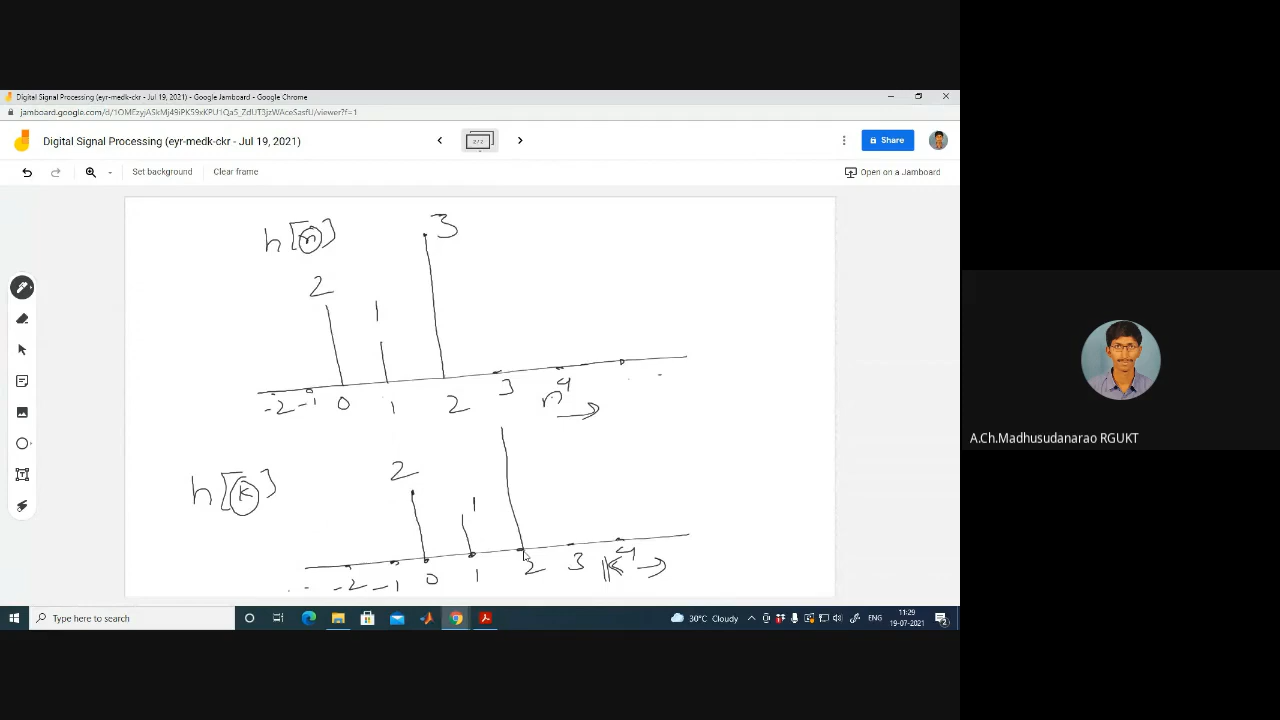 Digital Signal Processing (eyr-medk-ckr - Jul 19, 2021) - Google Jamboard - Google Chrome
Digital Signal Processing (eyr-medk-ckr - Jul 19, 2021)
2/2
Share
Set background
Clear frame
Open on a Jamboard
h[n]
3
2
1
-2 -1 0 1 2 3 4
n
h[k]
2
1
-2 -1 0 1 2 3 4
k
A.Ch.Madhusudanarao RGUKT
Type here to search
30°C Cloudy
ENG
11:29
19-07-2021
2